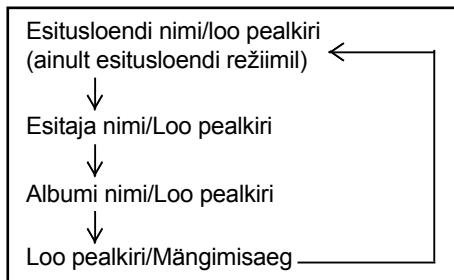 Esitusloendi nimi/loo pealkiri
(ainult esitusloendi režiimil)
Esitaja nimi/Loo pealkiri
Albumi nimi/Loo pealkiri
Loo pealkiri/Mängimisaeg